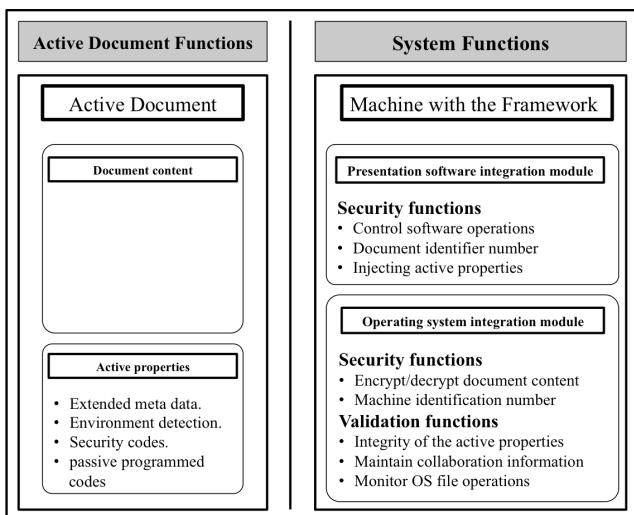 Active Document Functions
Active Document
Document content
Active properties
• Extended meta data.
• Environment detection.
• Security codes.
• passive programmed
codes
System Functions
Machine with the Framework
Presentation software integration module
Security functions
• Control software operations
• Document identifier number
• Injecting active properties
Operating system integration module
Security functions
• Encrypt/decrypt document content
• Machine identification number
Validation functions
• Integrity of the active properties
• Maintain collaboration information
• Monitor OS file operations